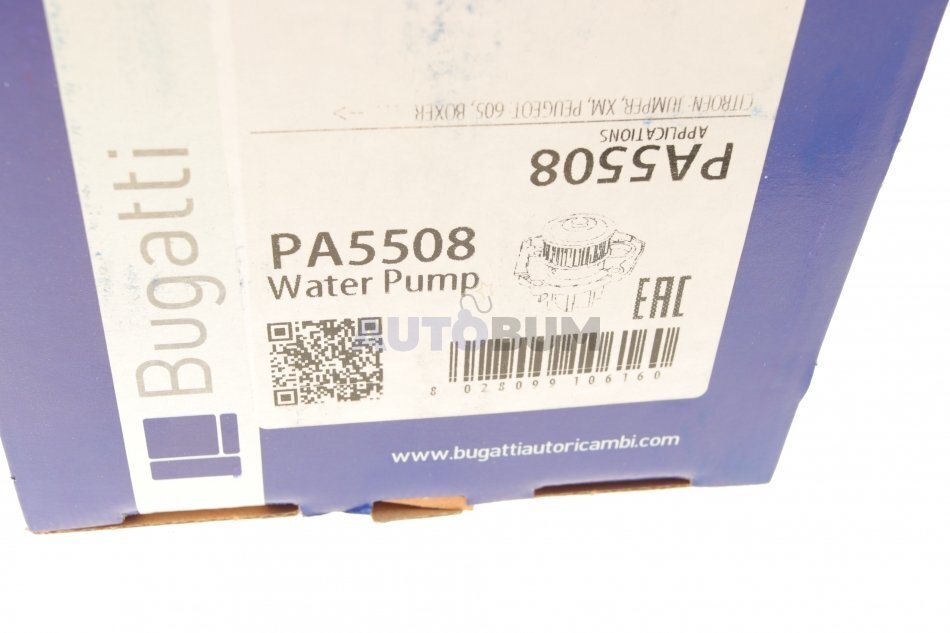 CITROEN: JUMPER, XM, PEUGEOT: 605, BOXER ... -->
APPLICATIONS
PA5508
PA5508
Water Pump
EAC
AUTOBUM
8 028099 106160
www.bugattiautoricambi.com
Bugatti